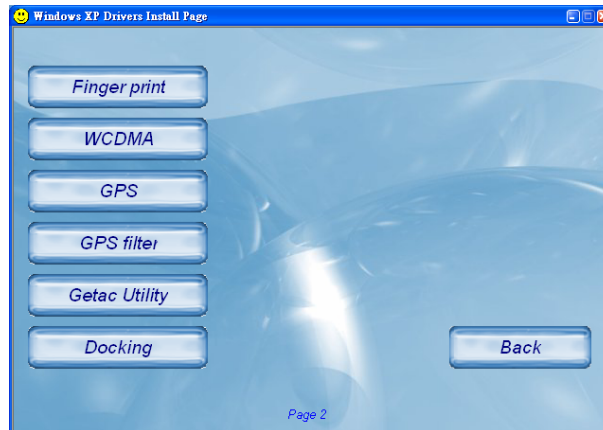 Windows XP Drivers Install Page
Finger print
WCDMA
GPS
GPS filter
Getac Utility
Docking
Back
Page 2